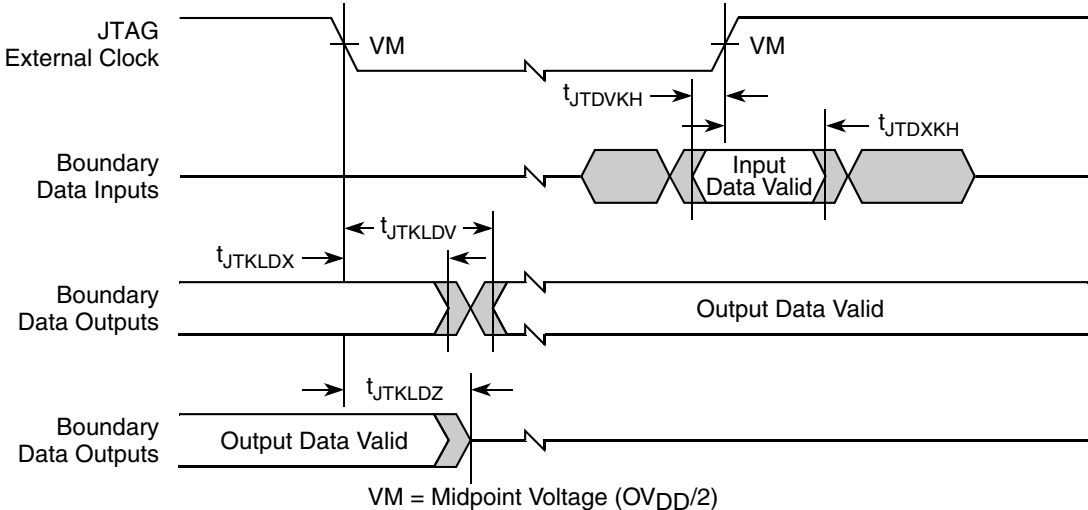 JTAG
External Clock
VM
VM
tJTDVKH
tJTDXKH
Boundary
Data Inputs
Input
Data Valid
tJTKLDV
tJTKLDX
Boundary
Data Outputs
Output Data Valid
tJTKLDZ
Boundary
Data Outputs
Output Data Valid
VM = Midpoint Voltage (OVDD/2)